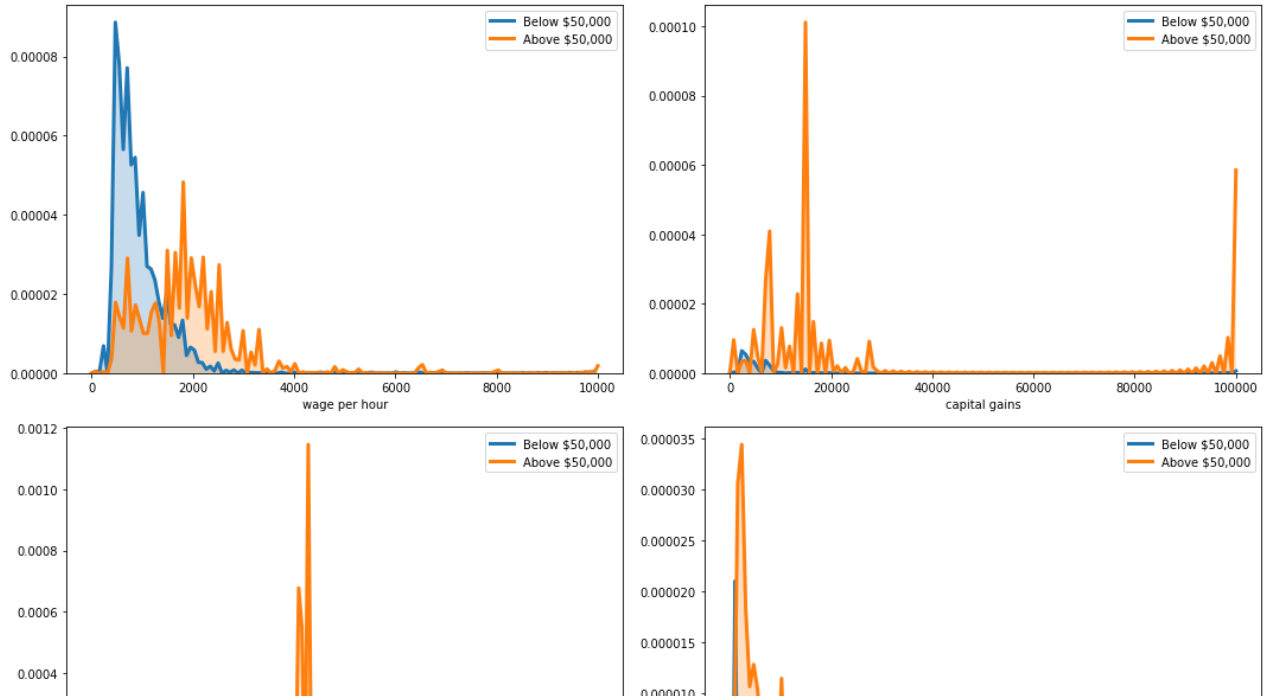 Below $50,000
Above $50,000
0.00008
0.00006
0.00004
0.00002
0.00000
0 2000 4000 6000 8000 10000
wage per hour
Below $50,000
Above $50,000
0.00010
0.00008
0.00006
0.00004
0.00002
0.00000
0 20000 40000 60000 80000 100000
capital gains
Below $50,000
Above $50,000
0.0012
0.0010
0.0008
0.0006
0.0004
Below $50,000
Above $50,000
0.000035
0.000030
0.000025
0.000020
0.000015
0.000010